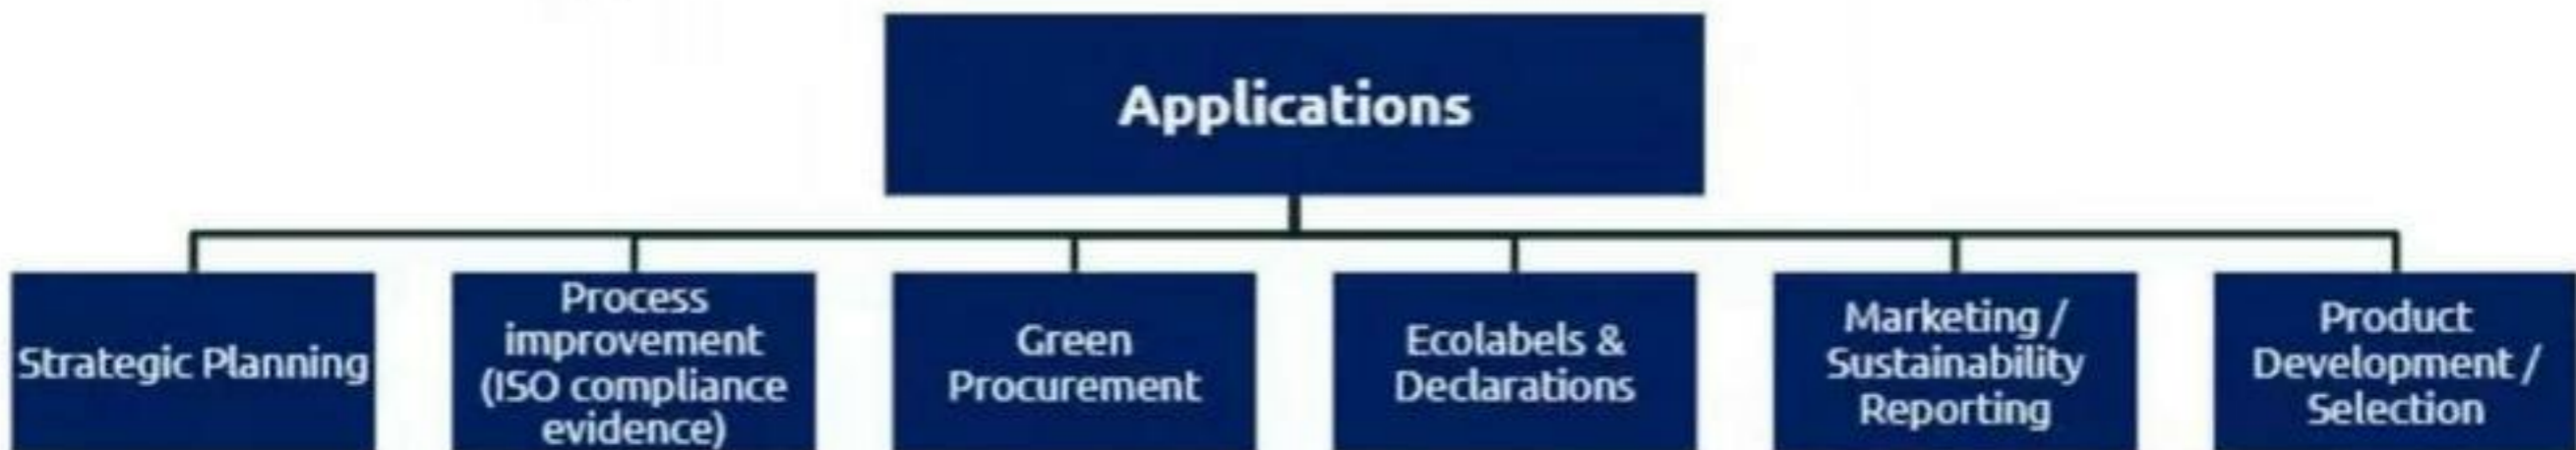 Applications
Strategic Planning
Process
improvement
(ISO compliance
evidence)
Green
Procurement
Ecolabels &
Declarations
Marketing /
Sustainability
Reporting
Product
Development /
Selection